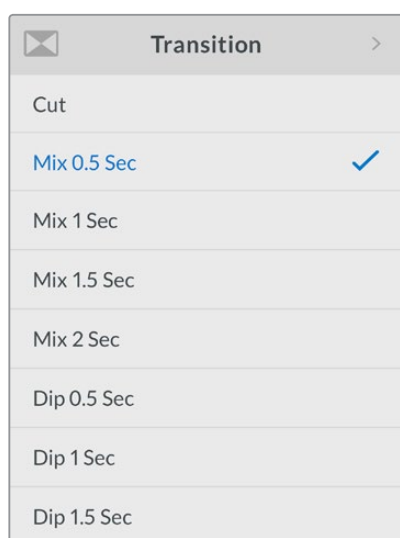 Transition
Cut
Mix 0.5 Sec
Mix 1 Sec
Mix 1.5 Sec
Mix 2 Sec
Dip 0.5 Sec
Dip 1 Sec
Dip 1.5 Sec